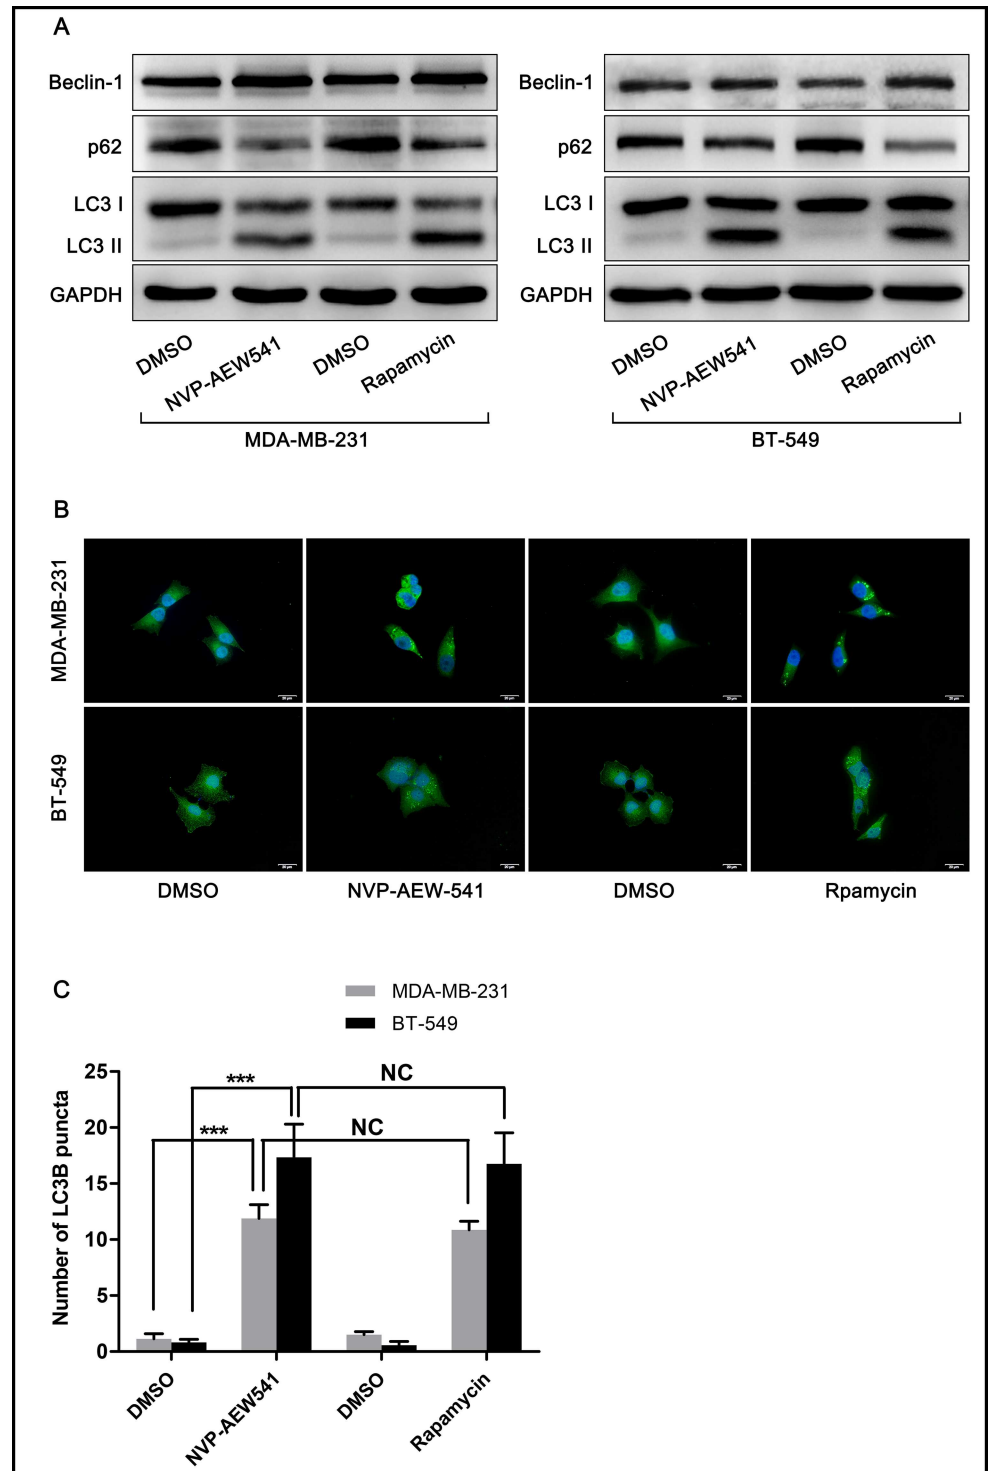 A
Beclin-1
p62
LC3 I
LC3 II
GAPDH
DMSO
NVP-AEW541
DMSO
Rapamycin
MDA-MB-231
Beclin-1
p62
LC3 I
LC3 II
GAPDH
DMSO
NVP-AEW541
DMSO
Rapamycin
BT-549
B
MDA-MB-231
BT-549
DMSO
NVP-AEW-541
DMSO
Rpamycin
C
MDA-MB-231
BT-549
Number of LC3B puncta
25
20
15
10
5
0
***
NC
***
NC
DMSO
NVP-AEW541
DMSO
Rapamycin